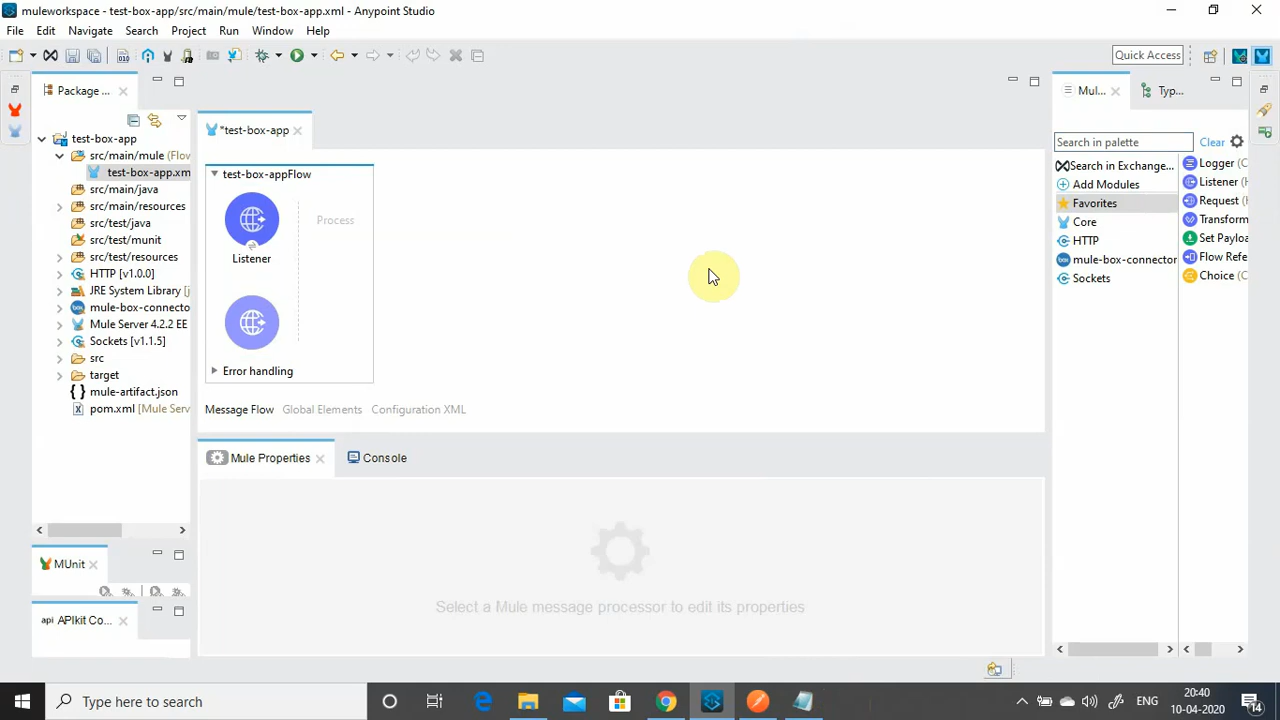 muleworkspace - test-box-app/src/main/mule/test-box-app.xml - Anypoint Studio
File Edit Navigate Search Project Run Window Help
Quick Access
Package ...
test-box-app
src/main/mule (Flow
test-box-app.xm
src/main/java
src/main/resources
src/test/java
src/test/munit
src/test/resources
HTTP [v1.0.0]
JRE System Library [
mule-box-connecto
Mule Server 4.2.2 EE
Sockets [v1.1.5]
src
target
mule-artifact.json
pom.xml [Mule Serv
MUnit
api APIkit Co...
*test-box-app
test-box-appFlow
Process
Listener
Error handling
Message Flow Global Elements Configuration XML
Mule Properties
Console
Select a Mule message processor to edit its properties
Mul...
Typ...
Search in palette
Clear
Search in Exchange...
Add Modules
Favorites
Core
HTTP
box mule-box-connector
Sockets
Logger (C
Listener (H
Request (
Transform
Set Payloa
Flow Refe
Choice (C
Type here to search
ENG
20:40
10-04-2020
14